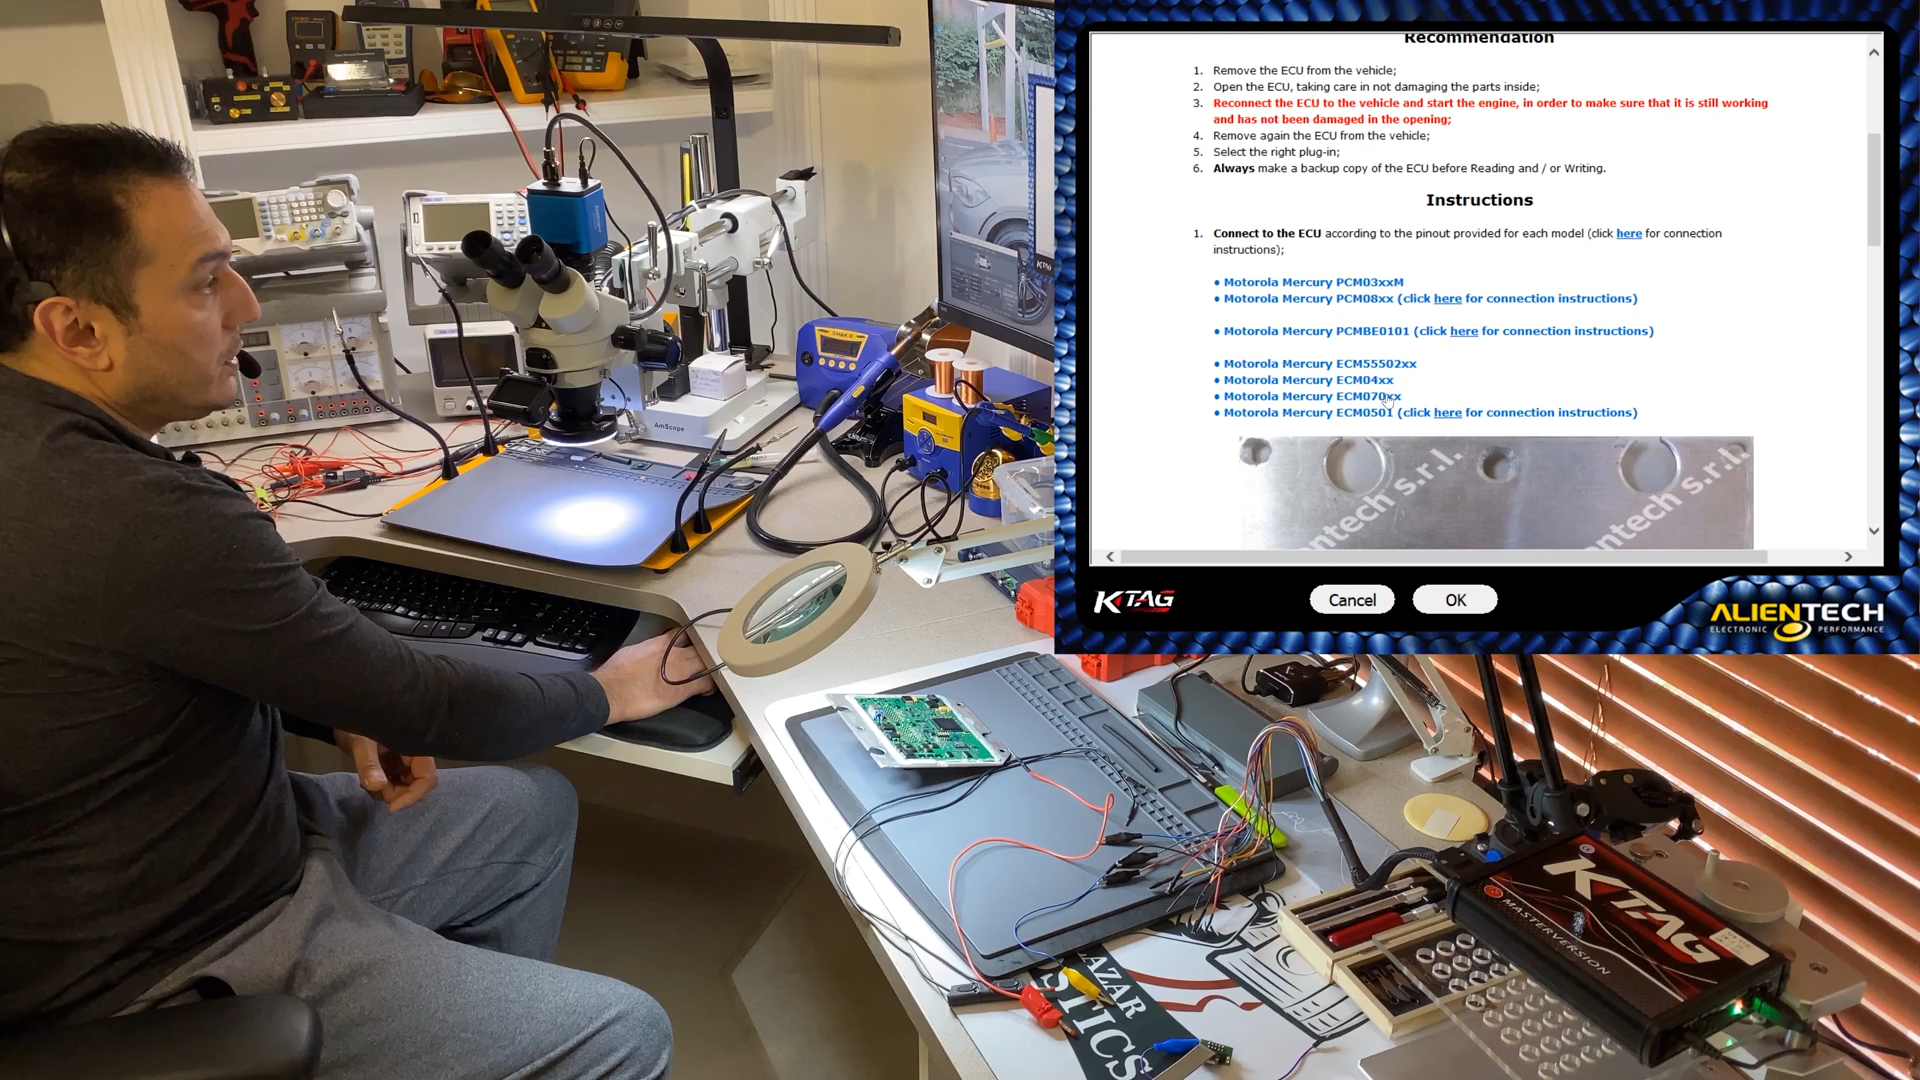 Recommendation
1. Remove the ECU from the vehicle;
2. Open the ECU, taking care in not damaging the parts inside;
3. Reconnect the ECU to the vehicle and start the engine, in order to make sure that it is still working
and has not been damaged in the opening;
4. Remove again the ECU from the vehicle;
5. Select the right plug-in;
6. Always make a backup copy of the ECU before Reading and / or Writing.
Instructions
1. Connect to the ECU according to the pinout provided for each model (click here for connection
instructions);
• Motorola Mercury PCM03xxM
• Motorola Mercury PCM08xx (click here for connection instructions)
• Motorola Mercury PCMBE0101 (click here for connection instructions)
• Motorola Mercury ECM55502xx
• Motorola Mercury ECM04xx
• Motorola Mercury ECM070xx
• Motorola Mercury ECM0501 (click here for connection instructions)
entech s.r.l.
entech s.r.l.
KTAG
Cancel
OK
ALIENTECH
ELECTRONIC PERFORMANCE
AmScope
KTAG
MASTERVERSION
AZAR
STICS